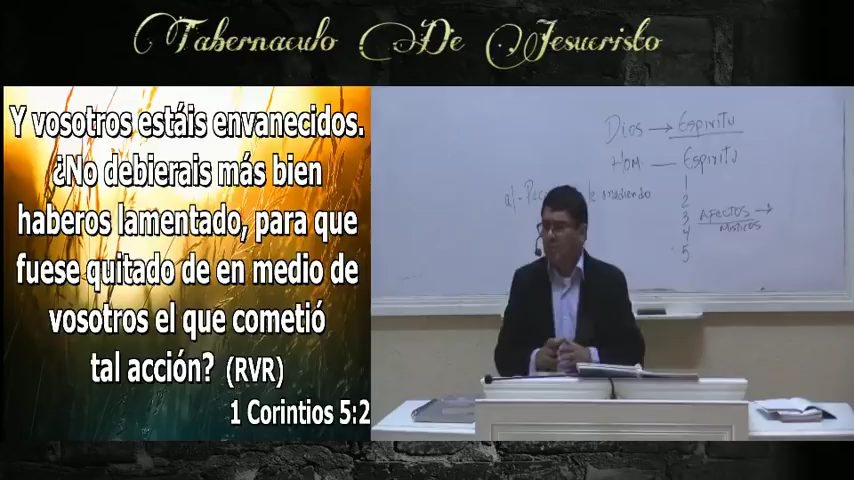 Tabernaculo De Jesucristo
Y vosotros estáis envanecidos.
¿No debierais más bien
haberos lamentado, para que
fuese quitado de en medio de
vosotros el que cometió
tal acción? (RVR)
1 Corintios 5:2
Dios → Espiritu
Hom — Espiritu
1
2
3 Afectos →
4 Misticos
5